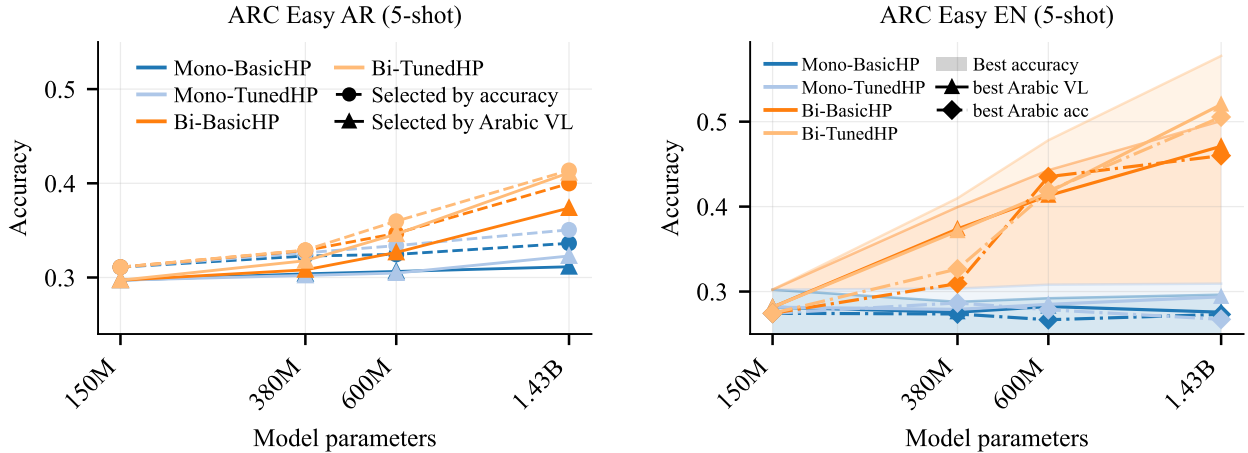 ARC Easy AR (5-shot)
Mono-BasicHP
Mono-TunedHP
Bi-BasicHP
Bi-TunedHP
Selected by accuracy
Selected by Arabic VL
Accuracy
0.5
0.4
0.3
150M
380M
600M
1.43B
Model parameters
ARC Easy EN (5-shot)
Mono-BasicHP
Mono-TunedHP
Bi-BasicHP
Bi-TunedHP
Best accuracy
best Arabic VL
best Arabic acc
Accuracy
0.5
0.4
0.3
150M
380M
600M
1.43B
Model parameters